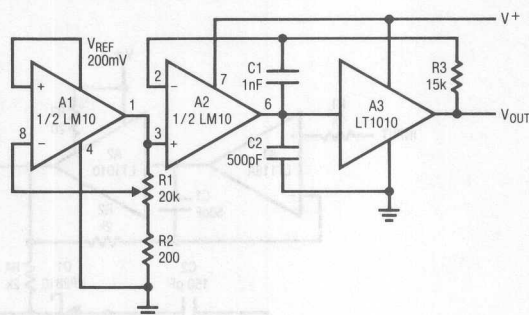 V+
VREF
200mV
A1
1/2 LM10
+
−
8
1
4
2
3
−
+
7
6
A2
1/2 LM10
C1
1nF
C2
500pF
A3
LT1010
R3
15k
VOUT
R1
20k
R2
200